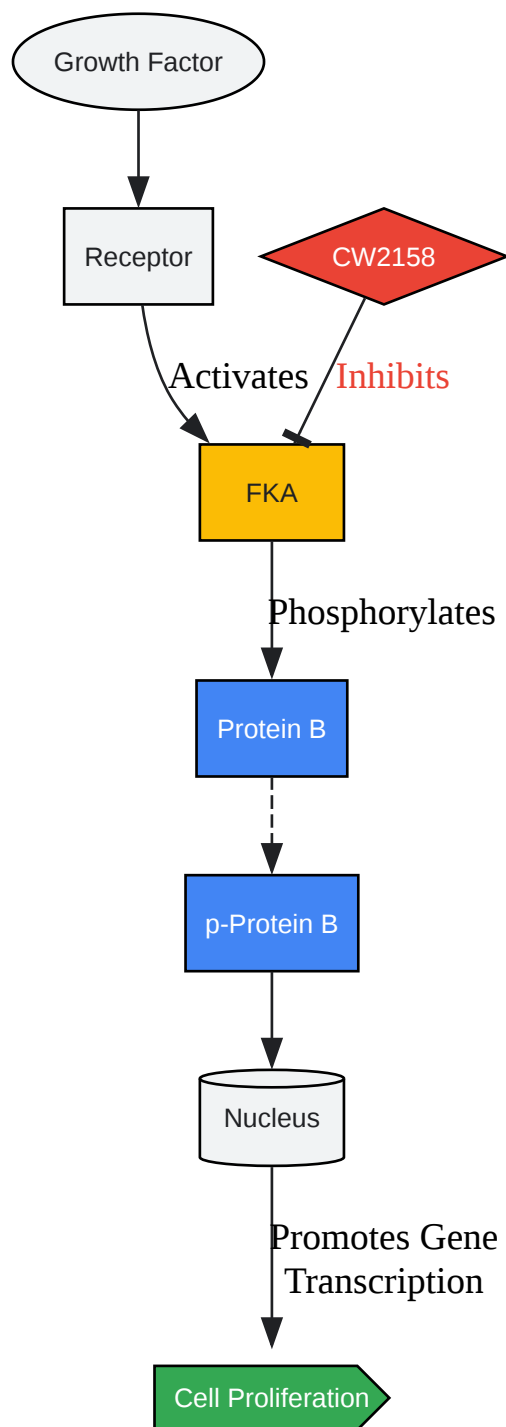 Growth Factor
Receptor
CW2158
Activates
Inhibits
FKA
Phosphorylates
Protein B
p-Protein B
Nucleus
Promotes Gene
Transcription
Cell Proliferation